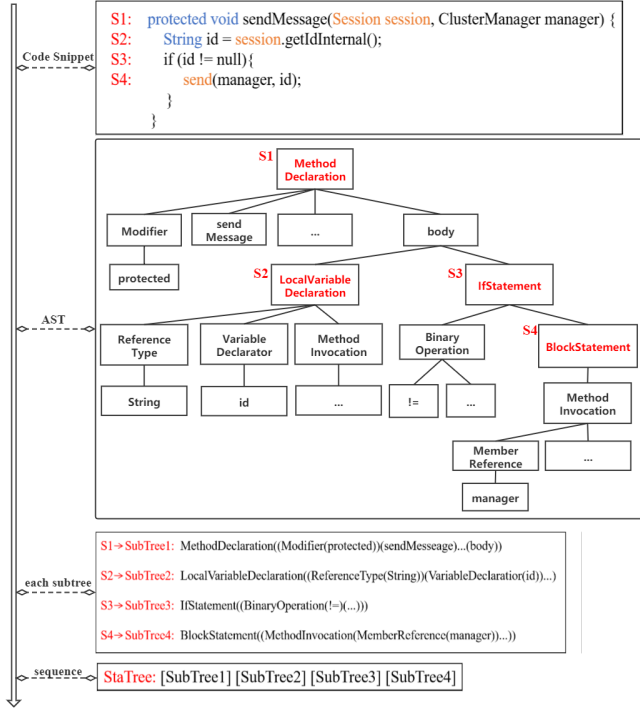 Code Snippet
S1: protected void sendMessage(Session session, ClusterManager manager) {
S2: String id = session.getIdInternal();
S3: if (id != null){
S4: send(manager, id);
}
}
AST
S1
Method
Declaration
Modifier
send
Message
...
body
protected
S2
LocalVariable
Declaration
S3
IfStatement
Reference
Type
Variable
Declarator
Method
Invocation
Binary
Operation
S4
BlockStatement
String
id
...
!=
...
Method
Invocation
Member
Reference
...
manager
each subtree
S1→SubTree1: MethodDeclaration((Modifier(protected))(sendMesseage)...(body))
S2→SubTree2: LocalVariableDeclaration((ReferenceType(String))(VariableDeclaration(id))...)
S3→SubTree3: IfStatement((BinaryOperation(!=)(...)))
S4→SubTree4: BlockStatement((MethodInvocation(MemberReference(manager))...))
sequence
StaTree: [SubTree1] [SubTree2] [SubTree3] [SubTree4]